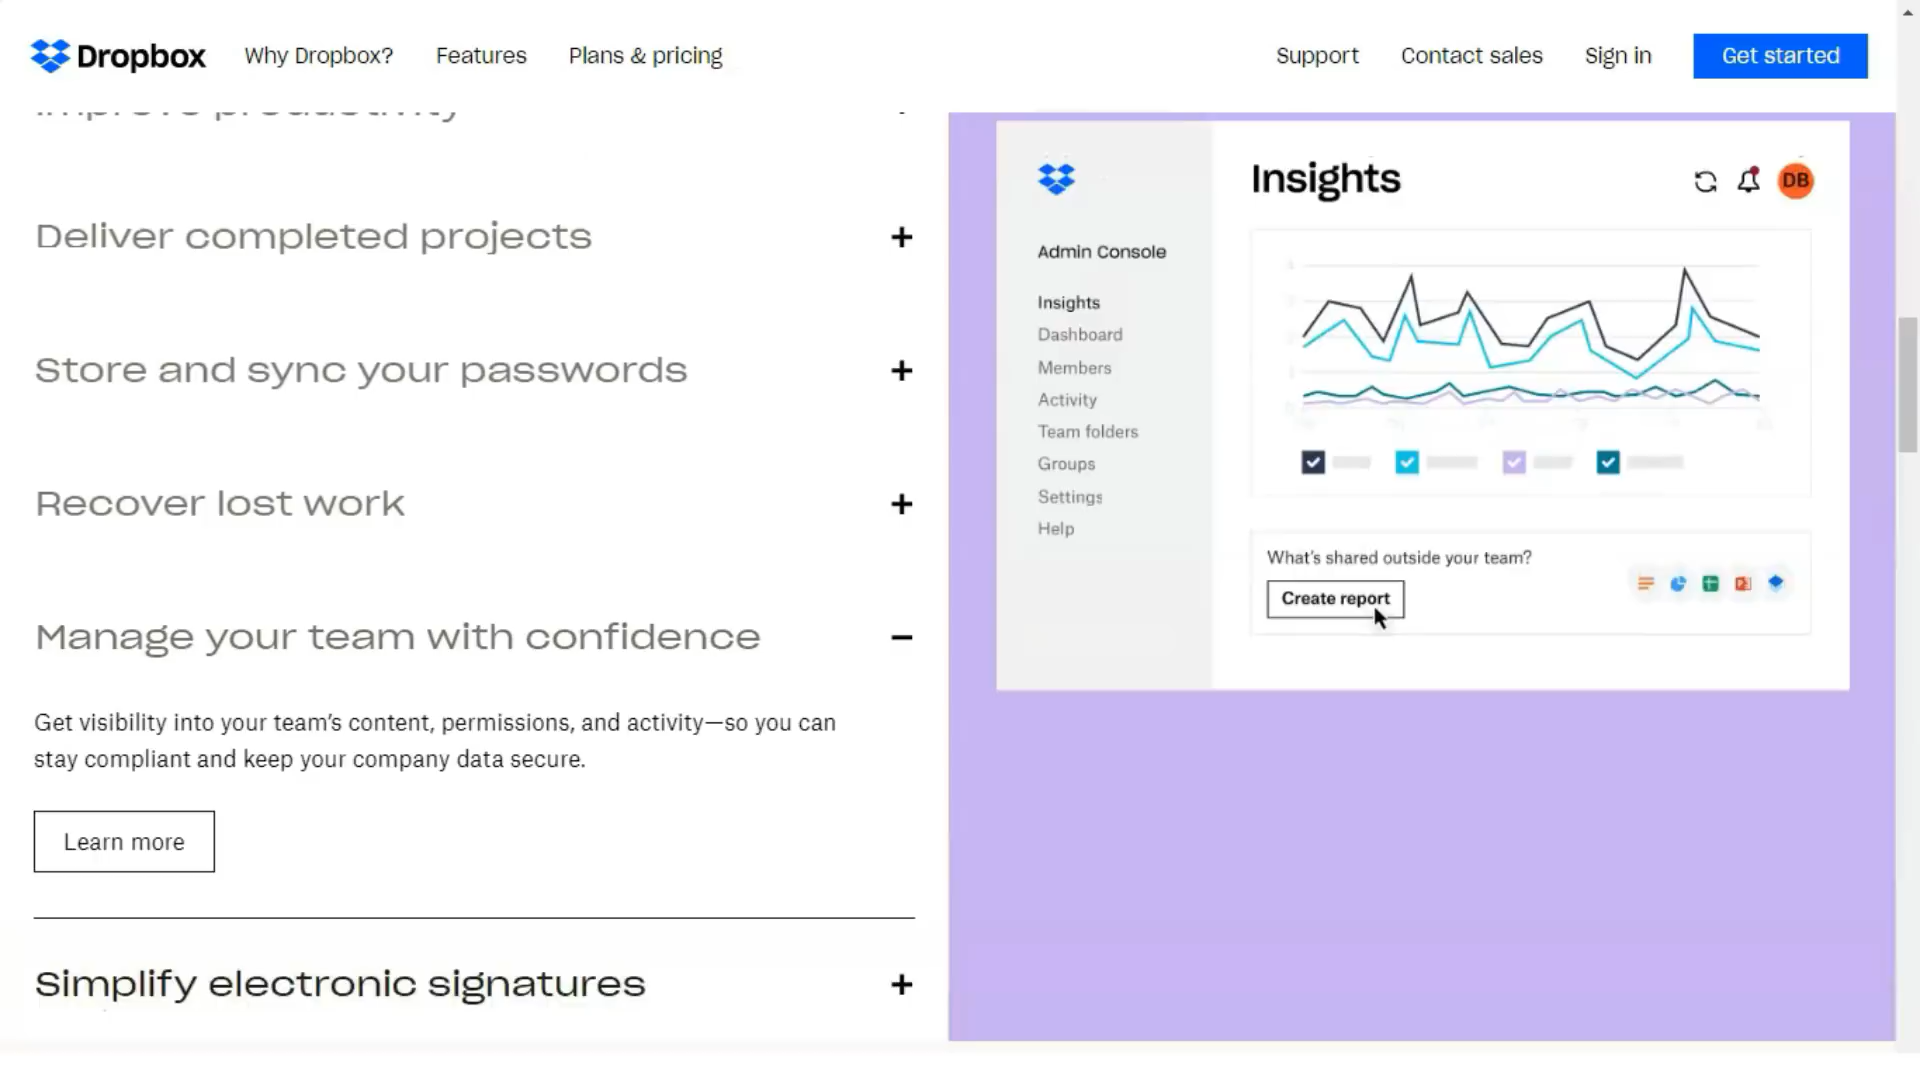 Dropbox
Why Dropbox?
Features
Plans & pricing
Support
Contact sales
Sign in
Get started
Improve productivity
Deliver completed projects
Store and sync your passwords
Recover lost work
Manage your team with confidence
Get visibility into your team's content, permissions, and activity—so you can
stay compliant and keep your company data secure.
Learn more
Simplify electronic signatures
Insights
DB
Admin Console
Insights
Dashboard
Members
Activity
Team folders
Groups
Settings
Help
What's shared outside your team?
Create report